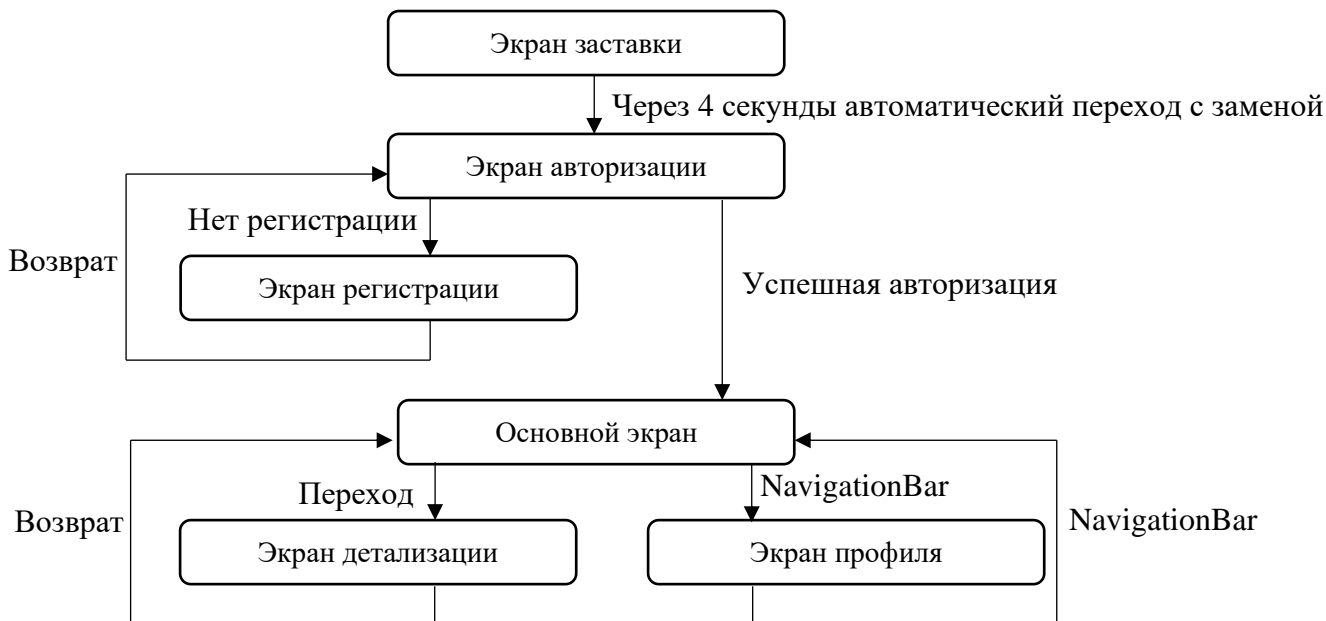 Экран заставки
Через 4 секунды автоматический переход с заменой
Экран авторизации
Нет регистрации
Возврат
Экран регистрации
Успешная авторизация
Основной экран
Переход
NavigationBar
Возврат
NavigationBar
Экран детализации
Экран профиля